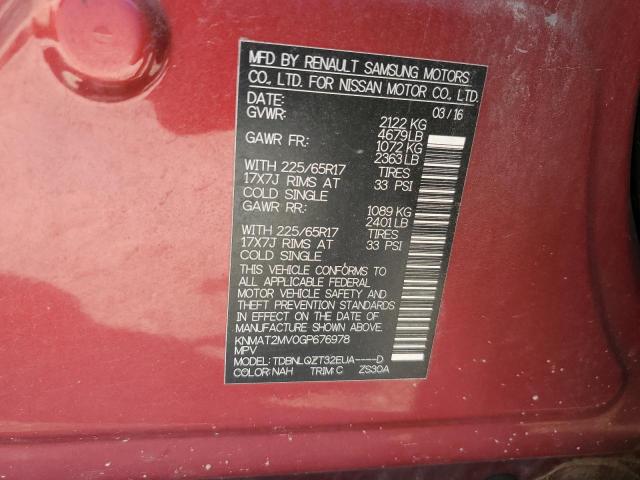 MFD BY RENAULT SAMSUNG MOTORS
CO., LTD. FOR NISSAN MOTOR CO., LTD.
DATE: 03/16
GVWR: 2122 KG
4679LB
GAWR FR: 1072 KG
2363 LB
WITH 225/65R17 TIRES
17X7J RIMS AT 33 PSI
COLD SINGLE
GAWR RR: 1089 KG
2401 LB
WITH 225/65R17 TIRES
17X7J RIMS AT 33 PSI
COLD SINGLE
THIS VEHICLE CONFORMS TO
ALL APPLICABLE FEDERAL
MOTOR VEHICLE SAFETY AND
THEFT PREVENTION STANDARDS
IN EFFECT ON THE DATE OF
MANUFACTURE SHOWN ABOVE.
KNMAT2MV0GP676978
MPV
MODEL: TDBNLQZT32EUA----D
COLOR: NAH TRIM: C ZS30A